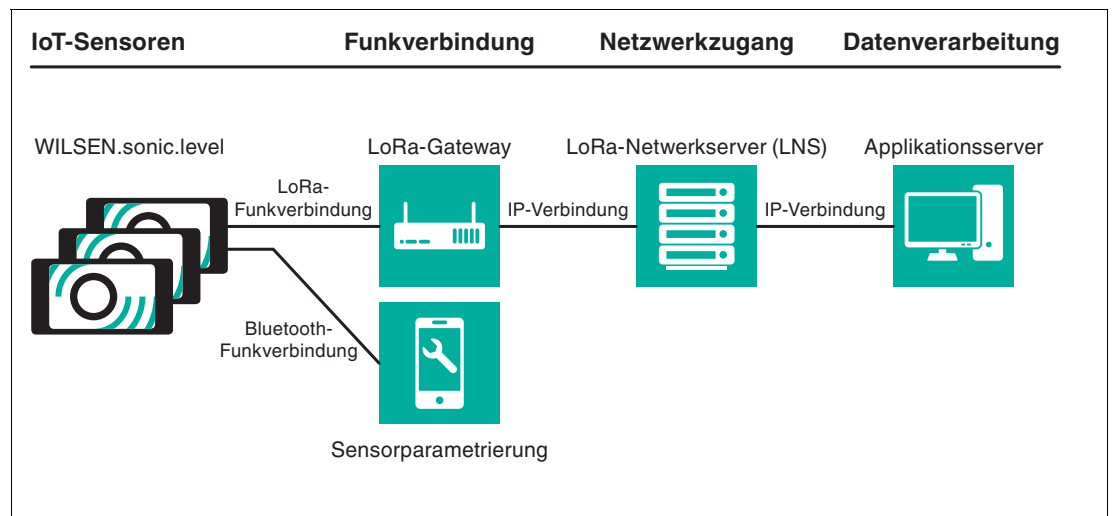 IoT-Sensoren Funkverbindung Netzwerkzugang Datenverarbeitung
WILSEN.sonic.level LoRa-Gateway LoRa-Netwerkserver (LNS) Applikationsserver
LoRa-
Funkverbindung IP-Verbindung IP-Verbindung
Bluetooth-
Funkverbindung
Sensorparametrierung